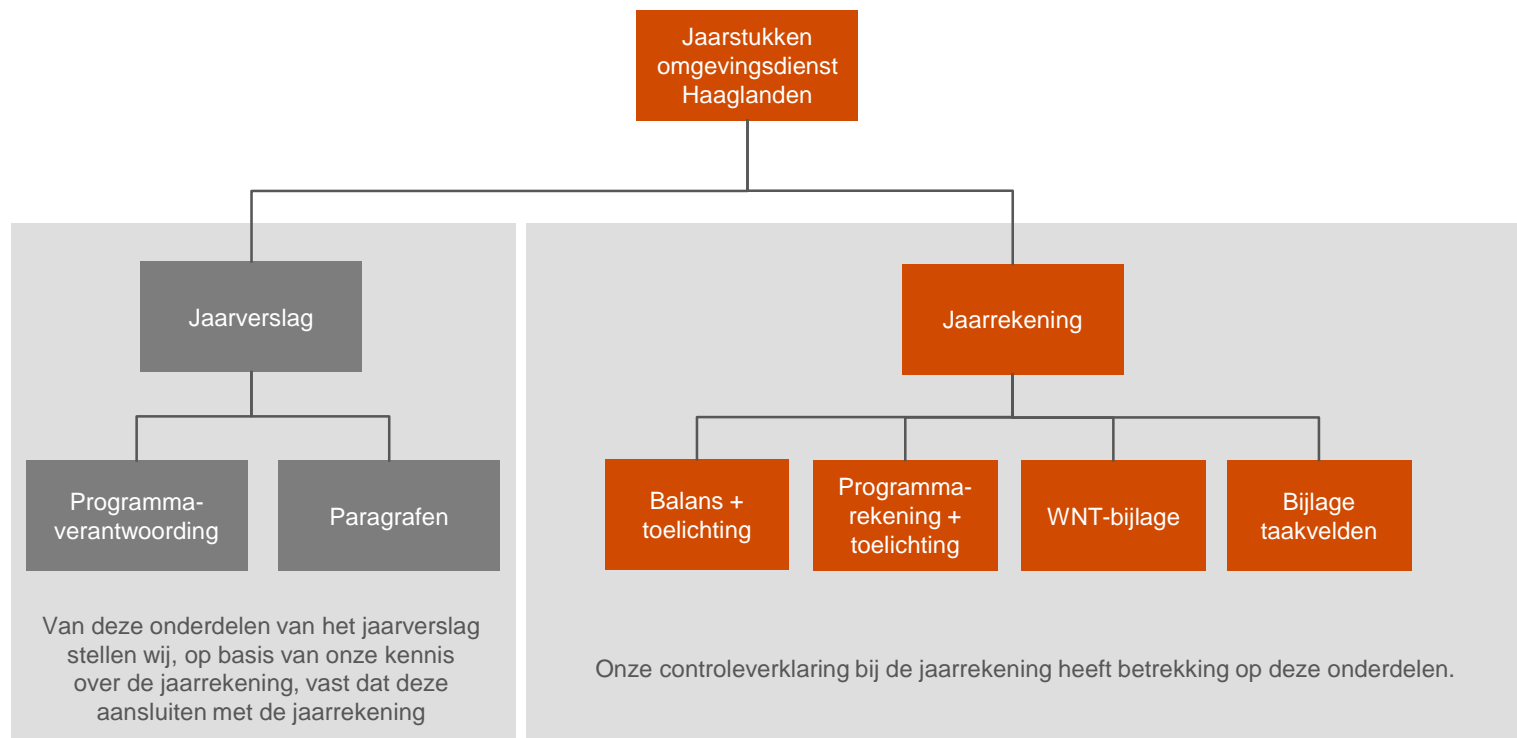 Jaarstukken
omgevingsdienst
Haaglanden
Jaarverslag
Jaarrekening
Programma-
verantwoording
Paragrafen
Balans +
toelichting
Programma-
rekening +
toelichting
WNT-bijlage
Bijlage
taakvelden
Van deze onderdelen van het jaarverslag
stellen wij, op basis van onze kennis
over de jaarrekening, vast dat deze
aansluiten met de jaarrekening
Onze controleverklaring bij de jaarrekening heeft betrekking op deze onderdelen.